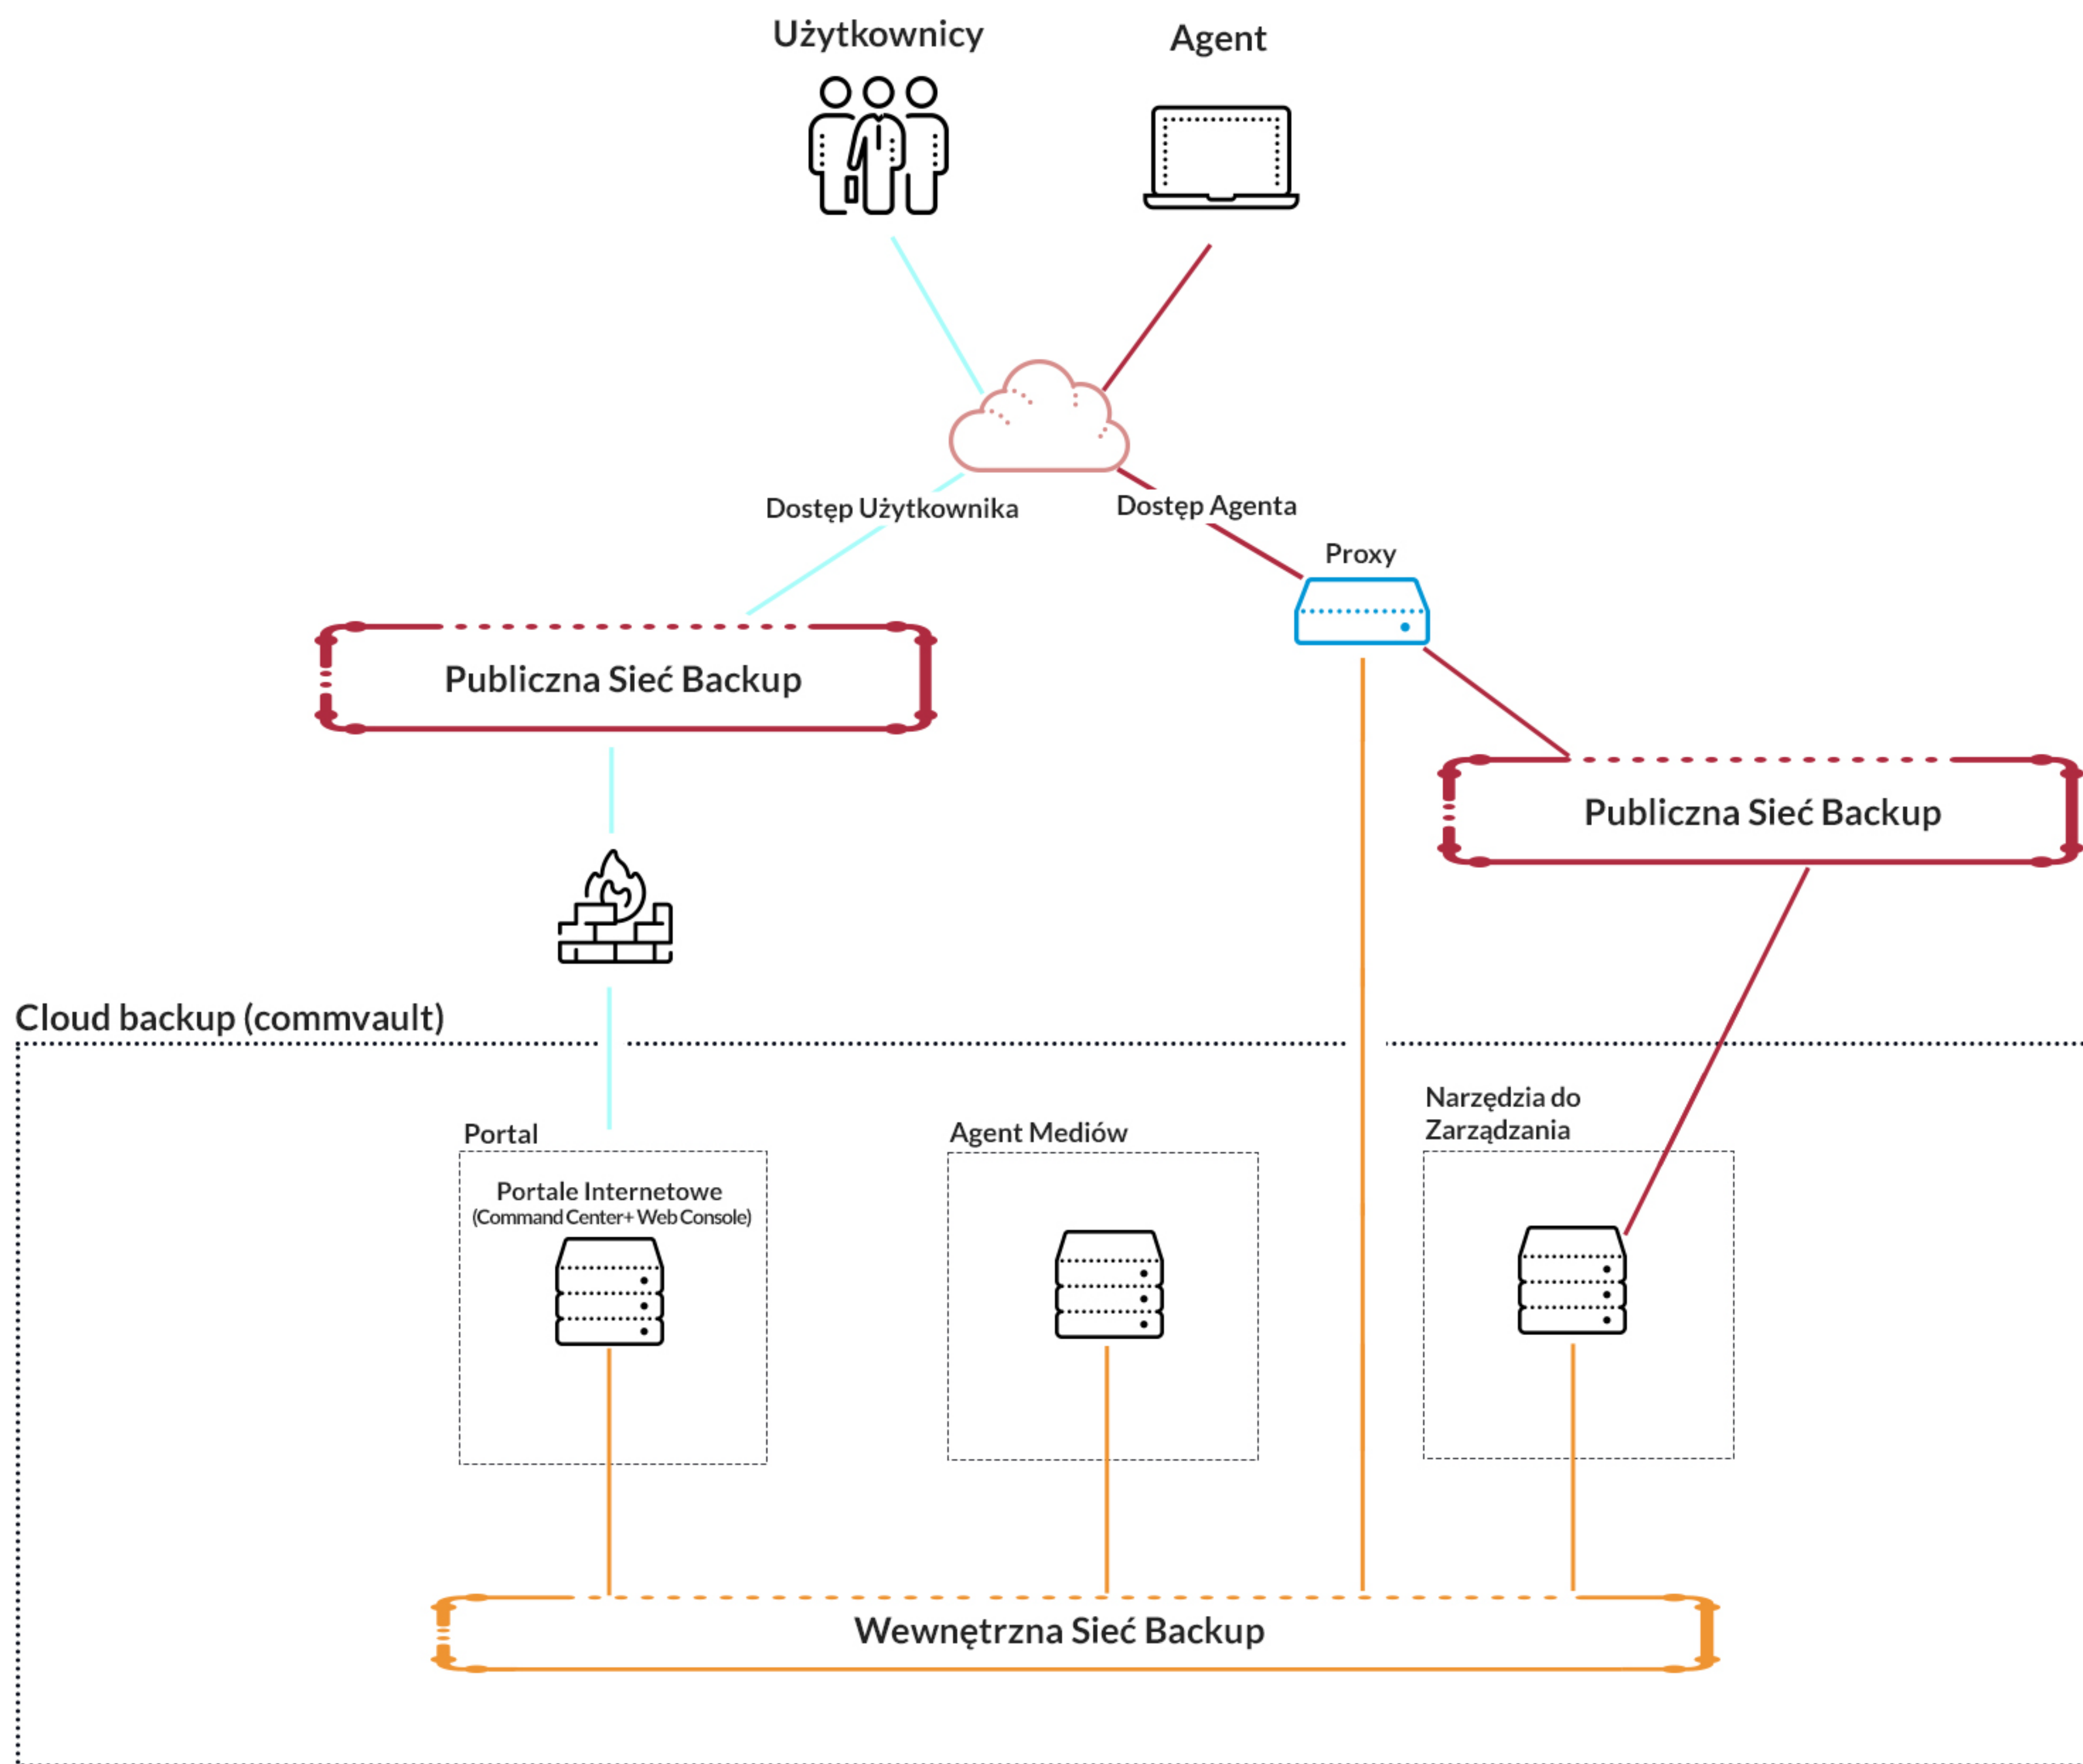 Użytkownicy
Agent
Dostęp Użytkownika
Dostęp Agenta
Proxy
Publiczna Sieć Backup
Publiczna Sieć Backup
Cloud backup (commvault)
Portal
Portale Internetowe
(Command Center+ Web Console)
Agent Mediów
Narzędzia do
Zarządzania
Wewnętrzna Sieć Backup